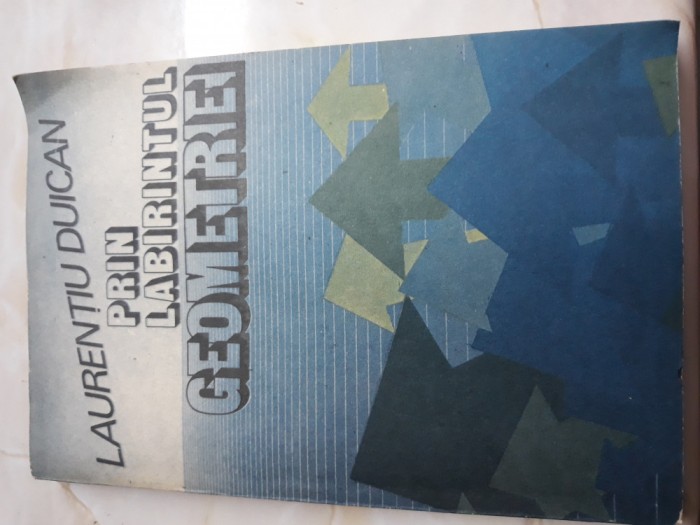 LAURENȚIU DUICAN
PRIN
LABIRINTUL
GEOMETRIEI